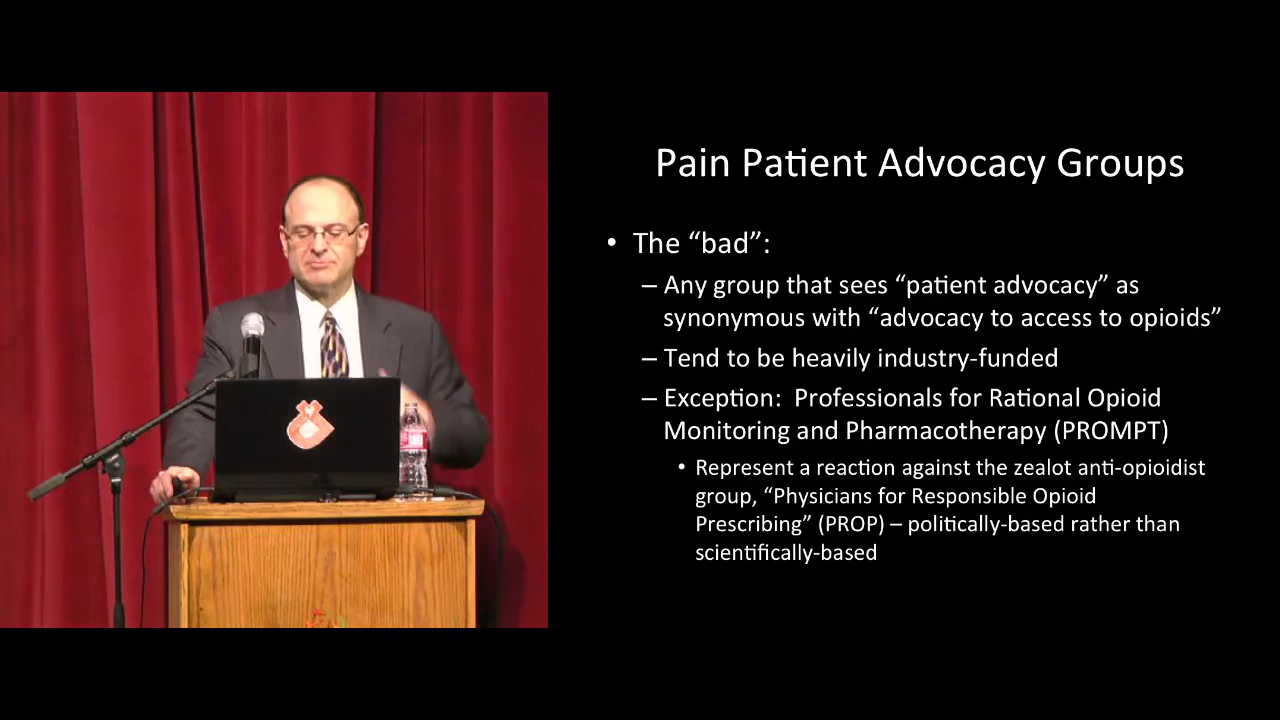 Pain Patient Advocacy Groups
• The “bad”:
– Any group that sees “patient advocacy” as
synonymous with “advocacy to access to opioids”
– Tend to be heavily industry-funded
– Exception:  Professionals for Rational Opioid
Monitoring and Pharmacotherapy (PROMPT)
• Represent a reaction against the zealot anti-opioidist
group, “Physicians for Responsible Opioid
Prescribing” (PROP) – politically-based rather than
scientifically-based